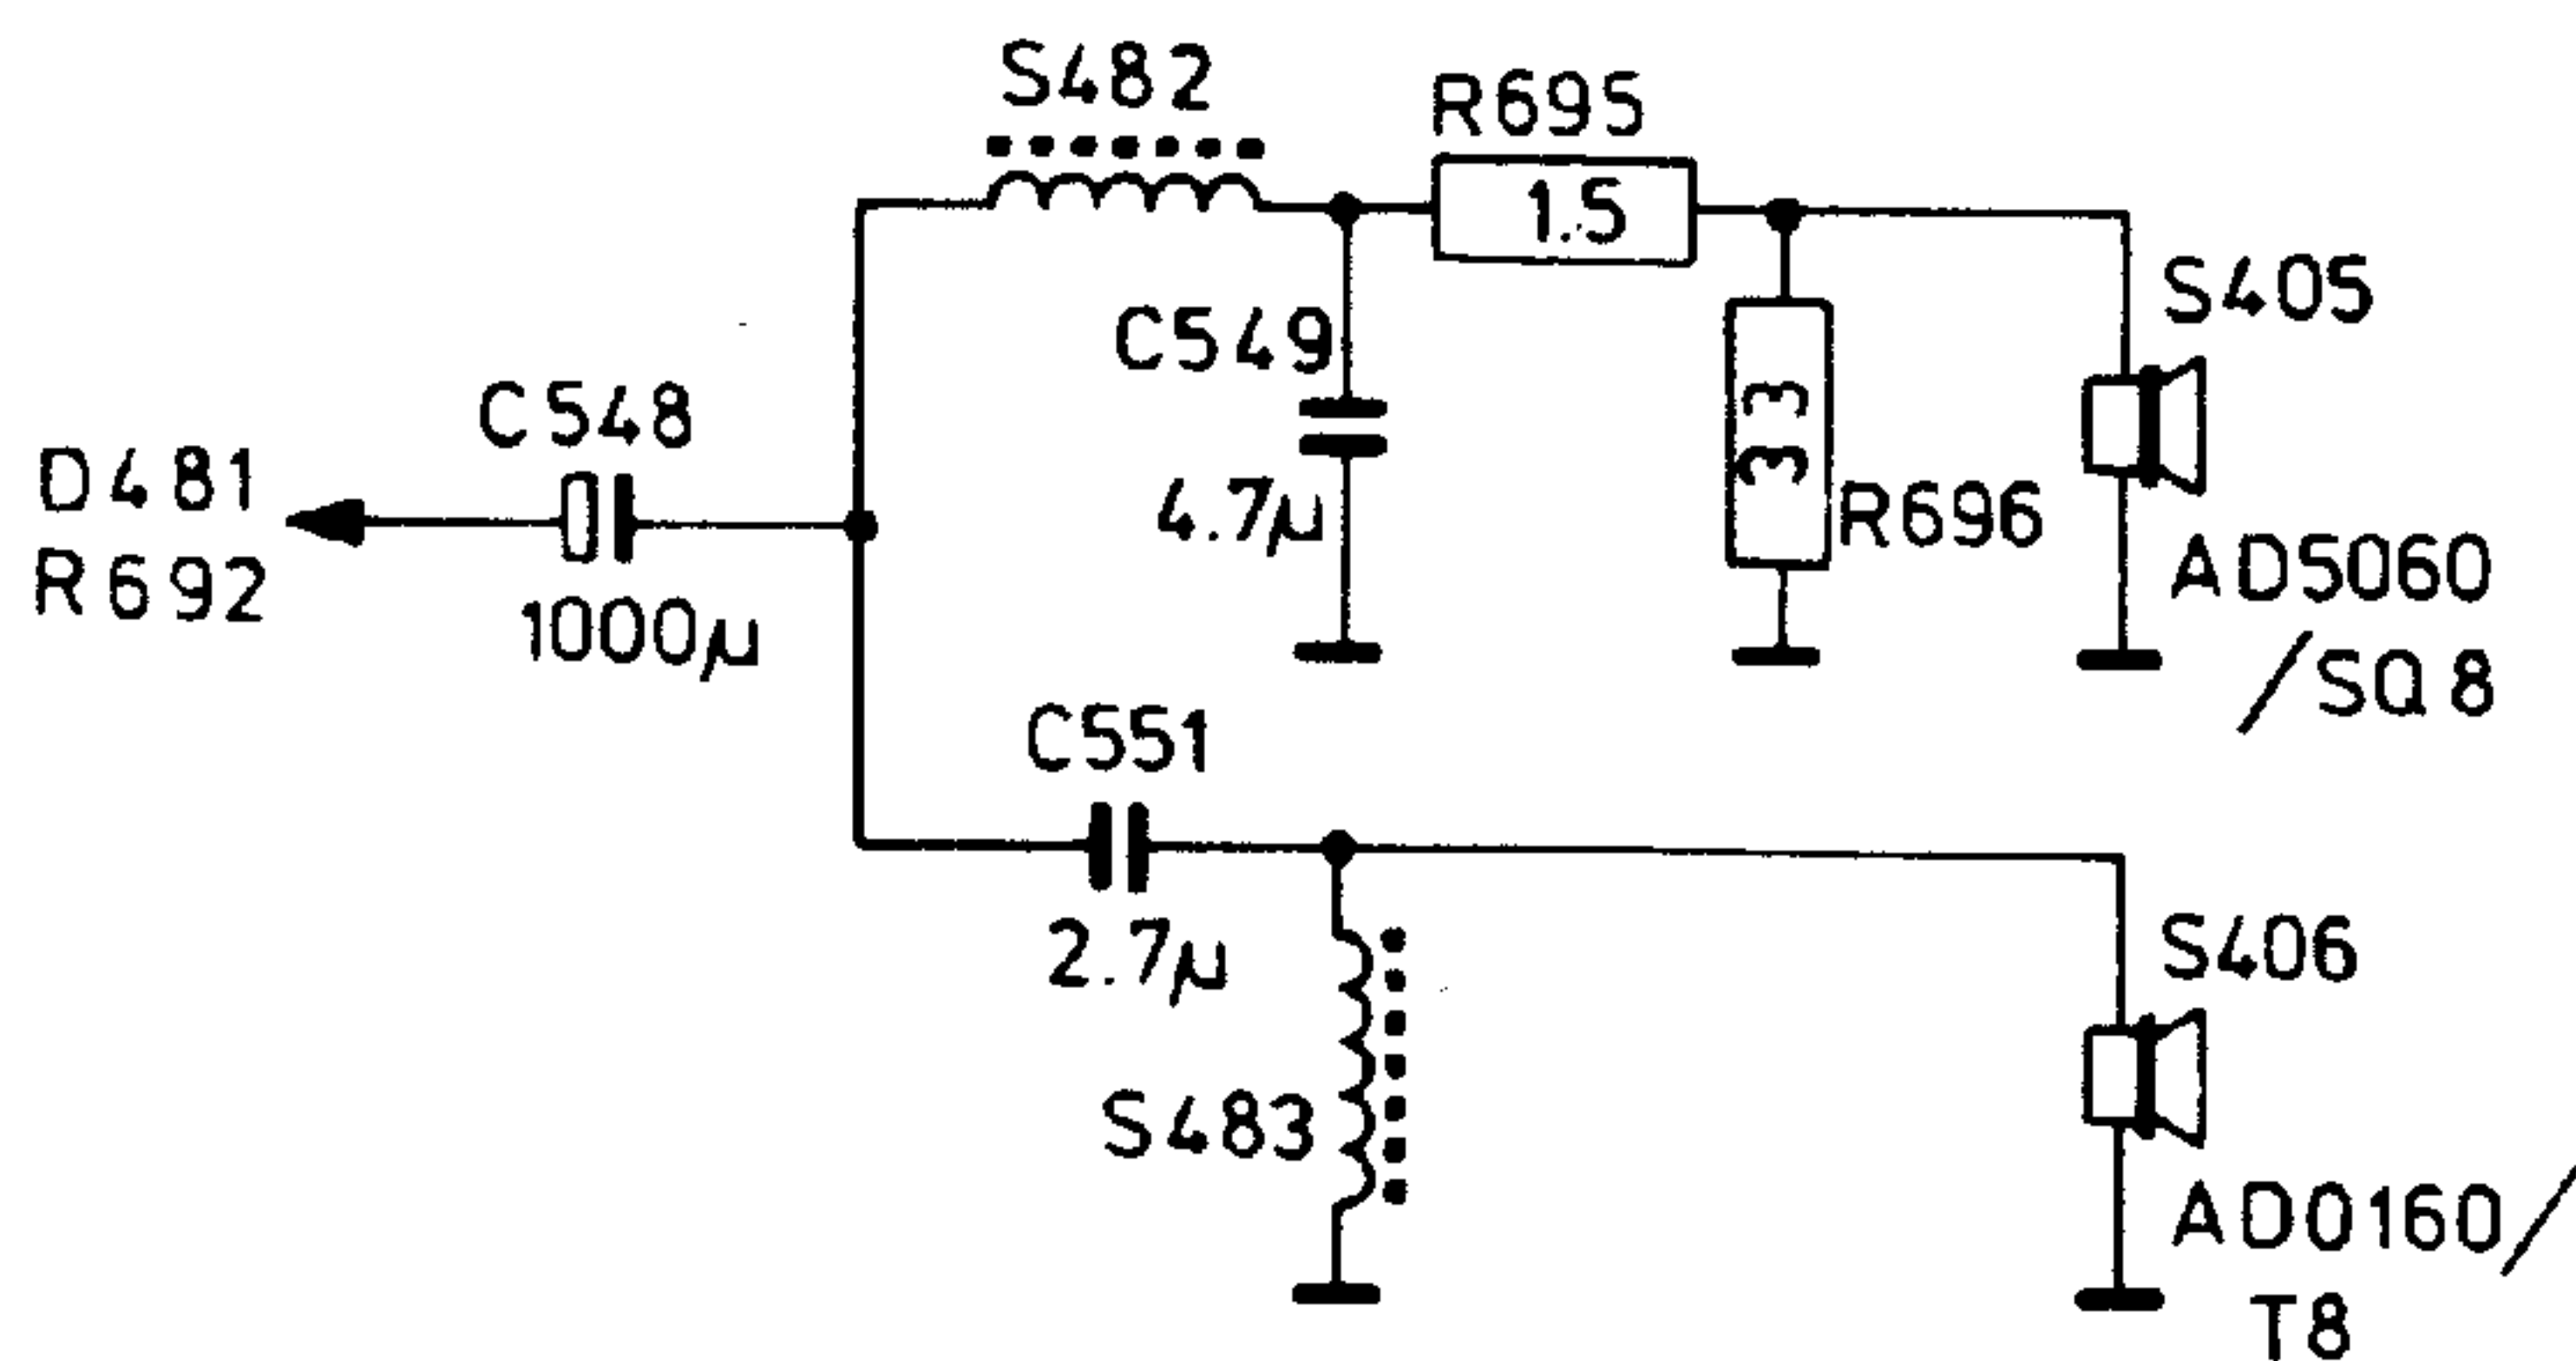 S482
R695
1.5
S405
C549
4.7µ
33
R696
AD5060
/SQ8
C548
1000µ
D481
R692
C551
2.7µ
S483
S406
AD0160/
T8